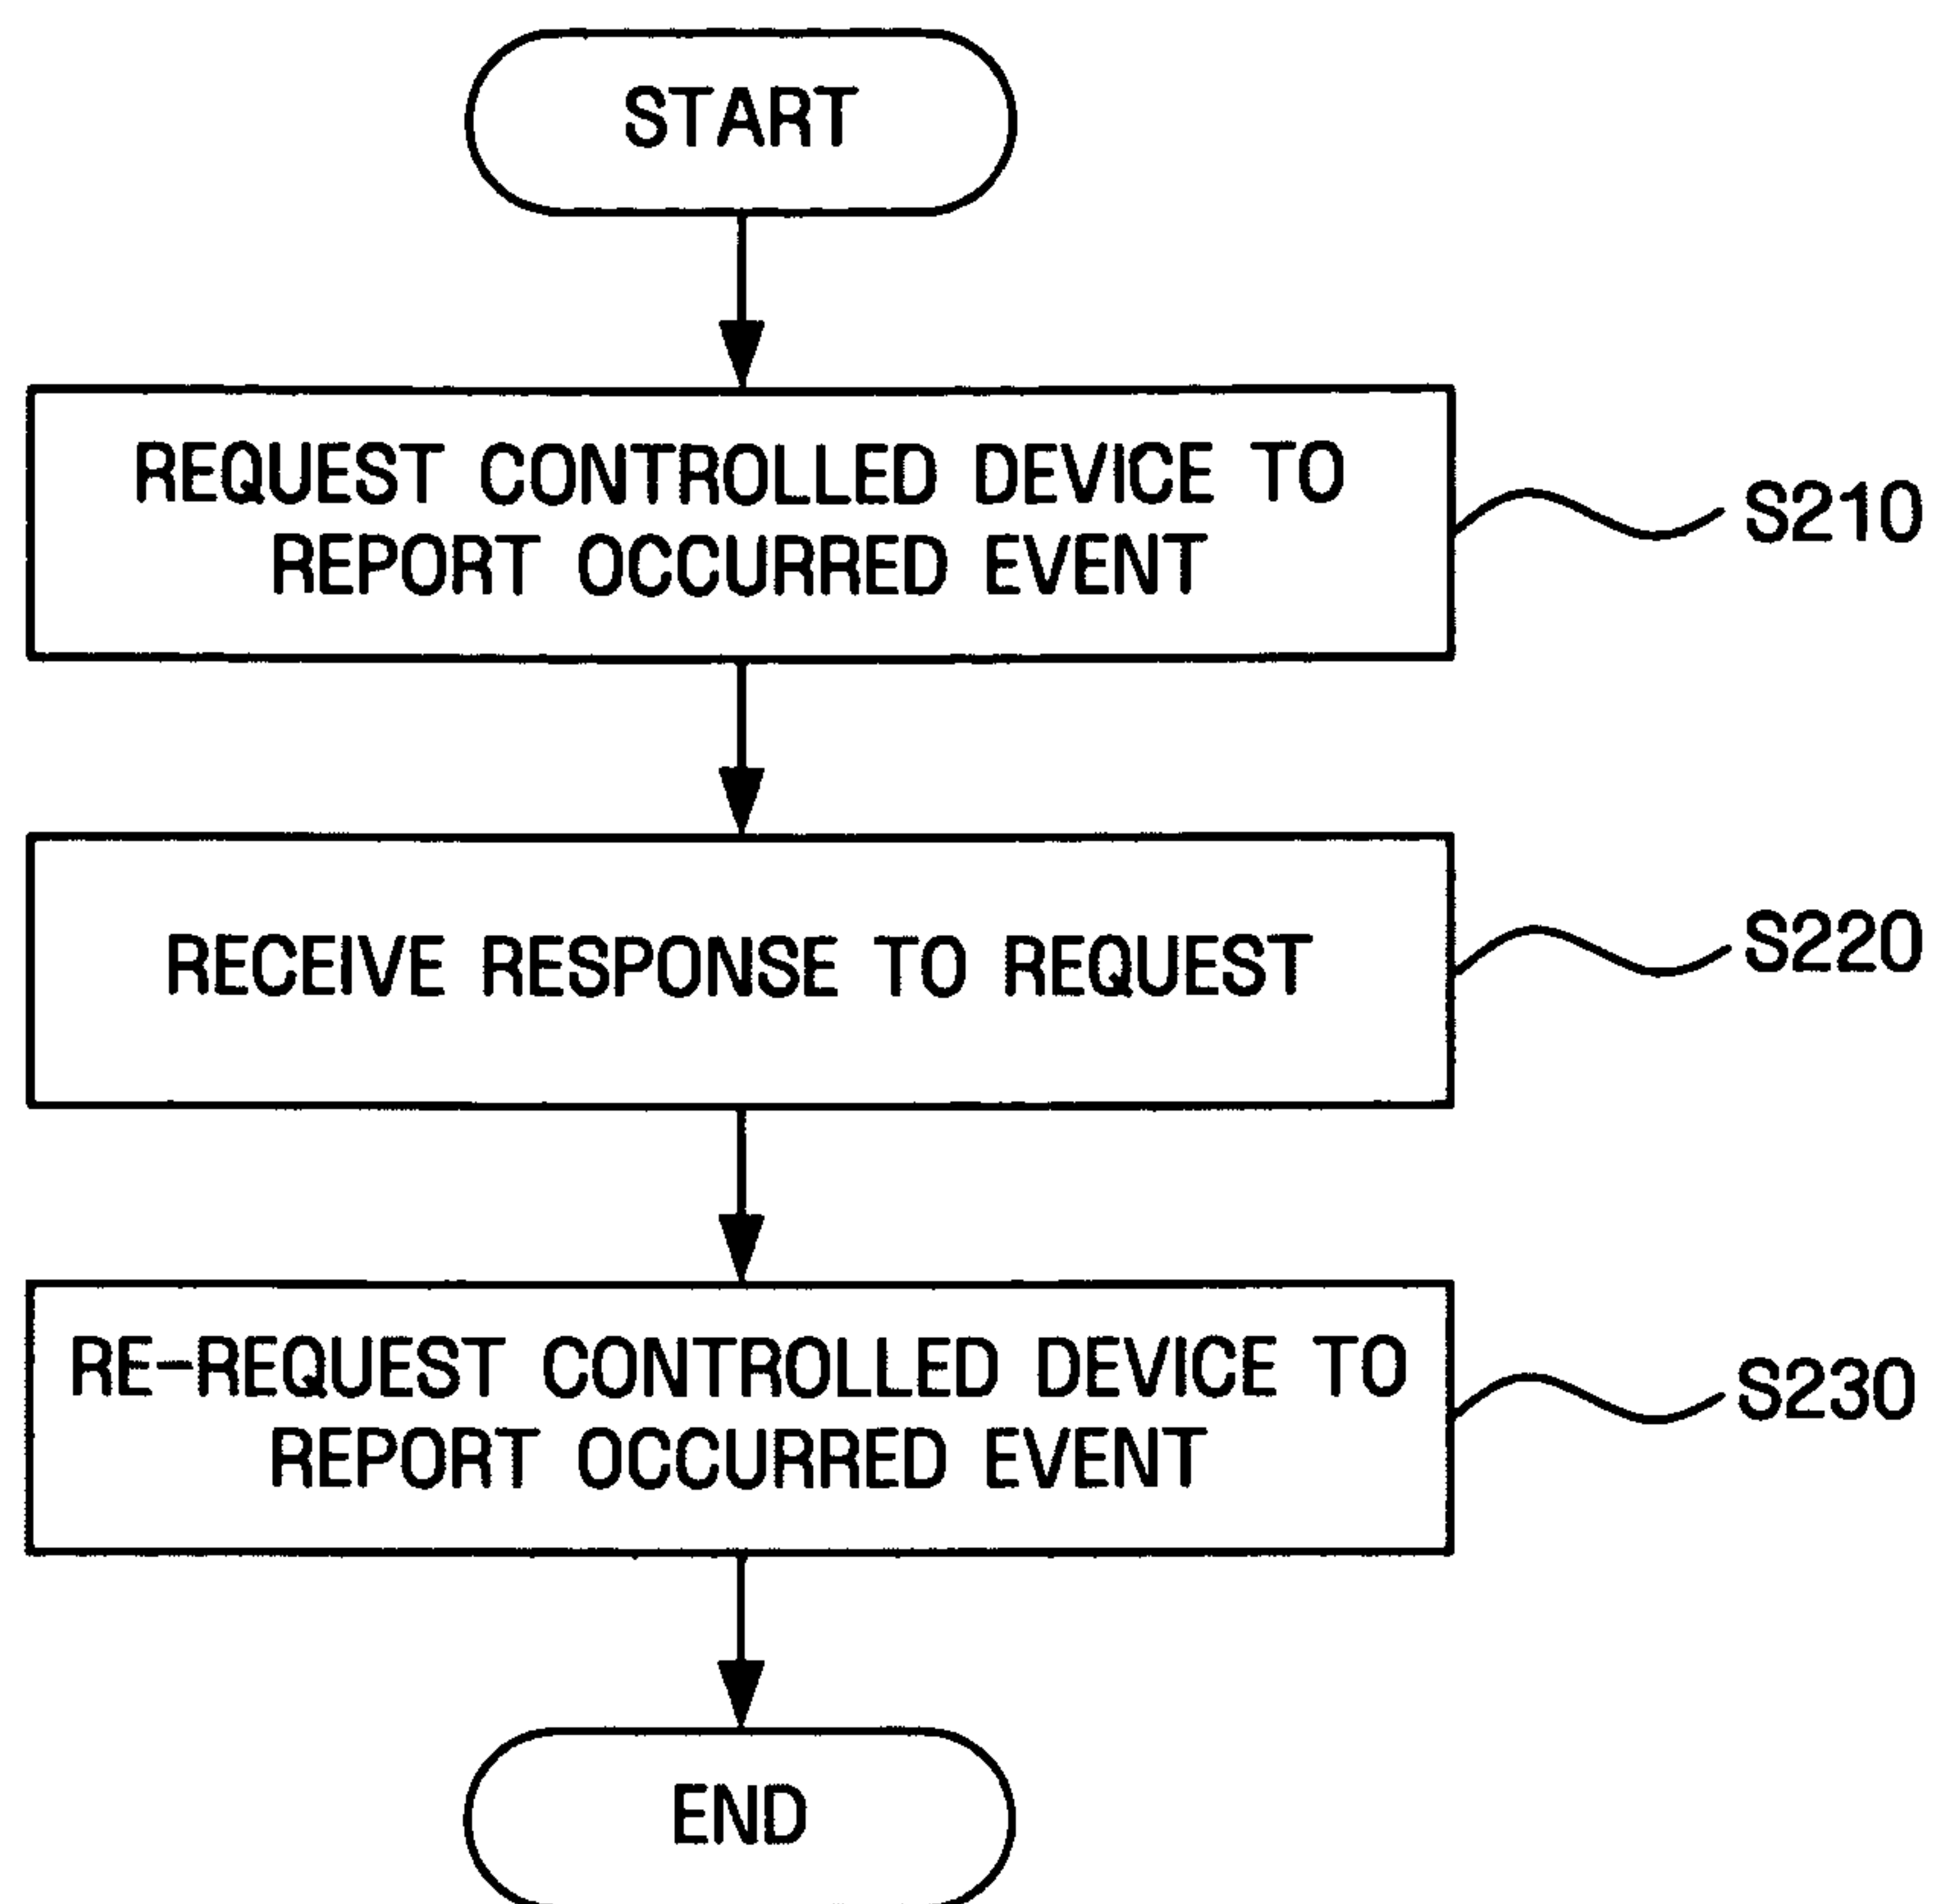 START
REQUEST CONTROLLED DEVICE TO
REPORT OCCURRED EVENT
S210
RECEIVE RESPONSE TO REQUEST
S220
RE-REQUEST CONTROLLED DEVICE TO
REPORT OCCURRED EVENT
S230
END